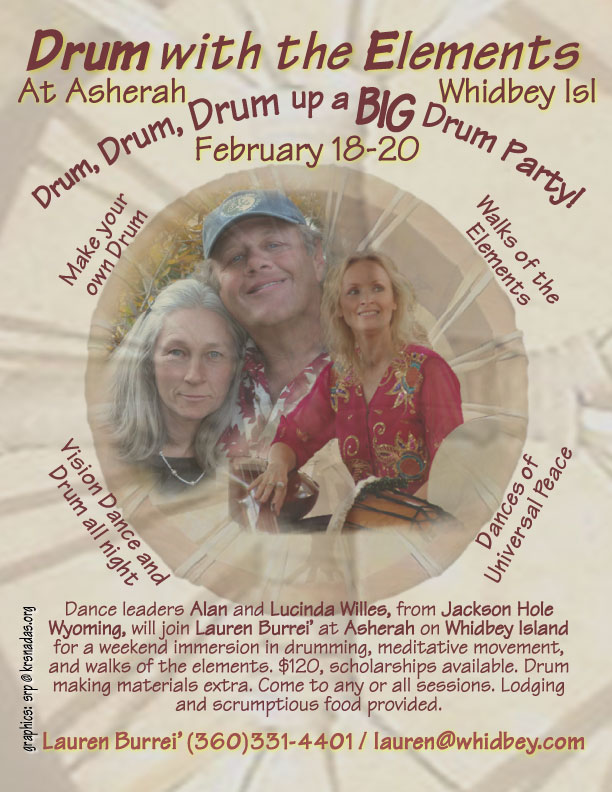 Drum with the Elements
At Asherah
Whidbey Isl
Drum, Drum, Drum up a BIG Drum Party!
February 18-20
Make your
own Drum
Walks of the
Elements
Vision Dance and
Drum all night
Dances of
Universal Peace
Dance leaders Alan and Lucinda Willes, from Jackson Hole
Wyoming, will join Lauren Burrei' at Asherah on Whidbey Island
for a weekend immersion in drumming, meditative movement,
and walks of the elements. $120, scholarships available. Drum
making materials extra. Come to any or all sessions. Lodging
and scrumptious food provided.
Lauren Burrei' (360)331-4401 / lauren@whidbey.com
graphics: srp @ krsnadas.org